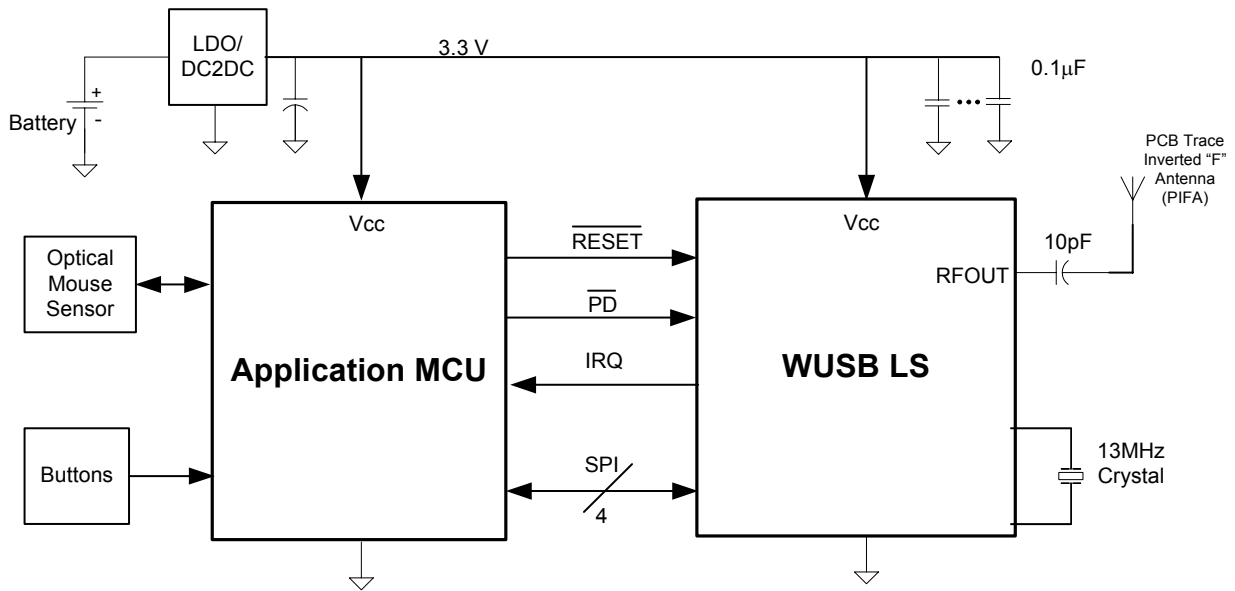 LDO/
DC2DC
3.3 V
0.1μF
+
-
Battery
PCB Trace
Inverted “F”
Antenna
(PIFA)
Vcc
Vcc
RESET
10pF
Optical
Mouse
Sensor
RFOUT
PD
Application MCU
IRQ
WUSB LS
Buttons
SPI
4
13MHz
Crystal